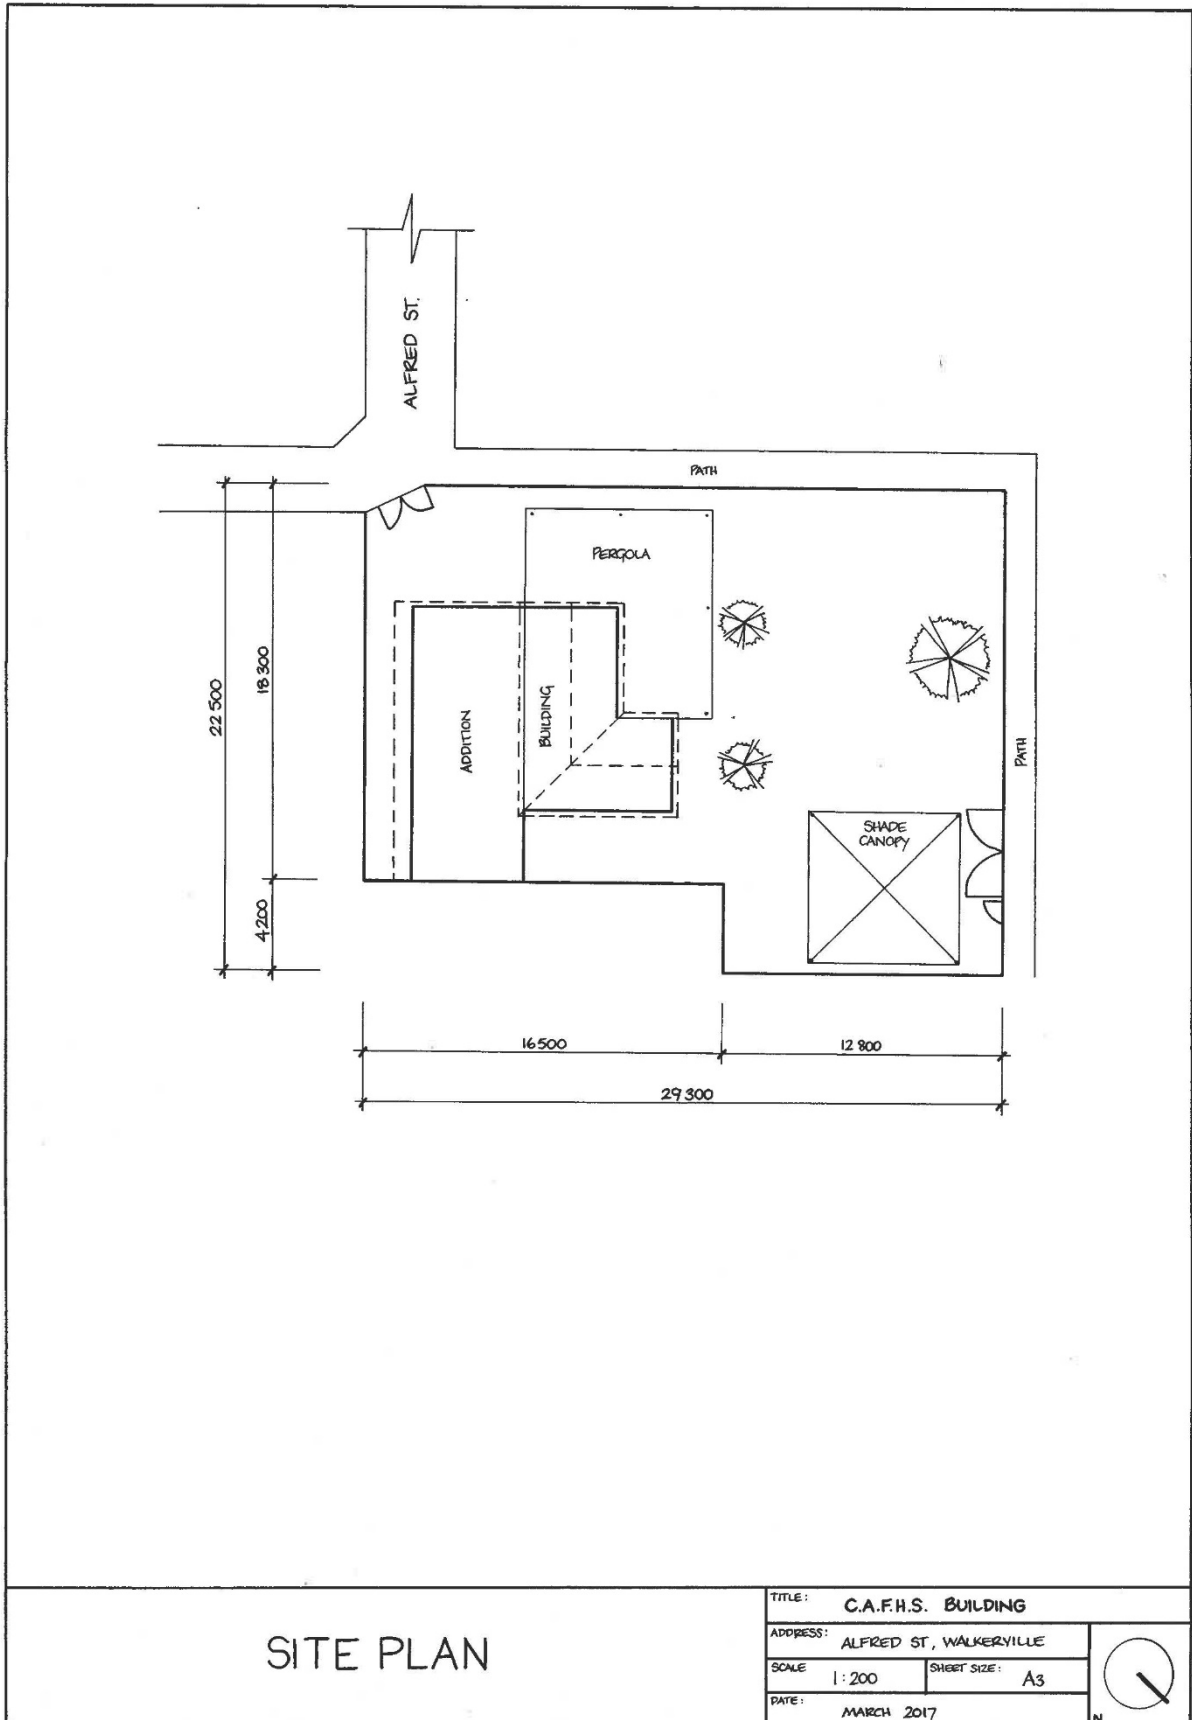 ALFRED ST.
PATH
PERGOLA
22 500
18 300
ADDITION
BUILDING
PATH
SHADE
CANOPY
4200
16500
12 800
29 300
SITE PLAN
TITLE: C.A.F.H.S. BUILDING
ADDRESS: ALFRED ST, WALKERVILLE
SCALE 1:200
SHEET SIZE: A3
DATE: MARCH 2017
N